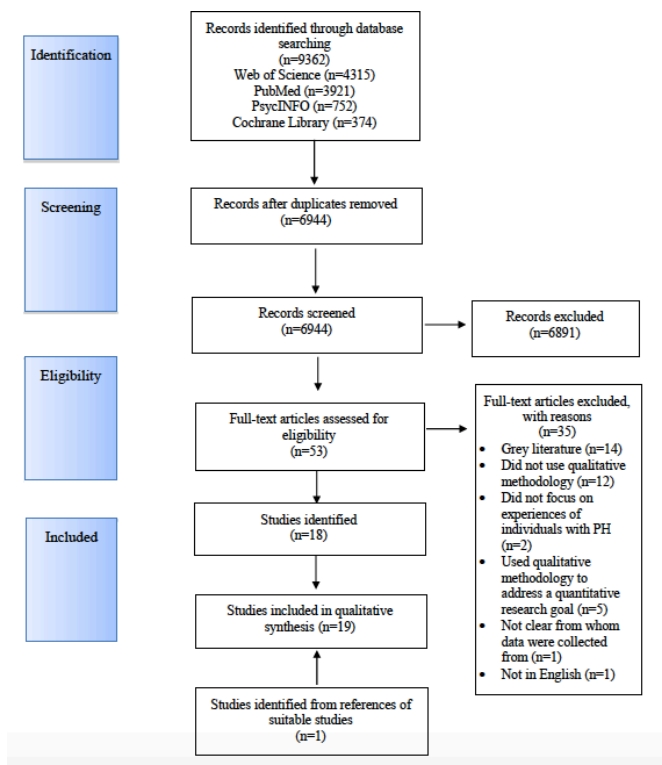 Identification
Records identified through database
searching
(n=9362)
Web of Science (n=4315)
PubMed (n=3921)
PsycINFO (n=752)
Cochrane Library (n=374)
Screening
Records after duplicates removed
(n=6944)
Records screened
(n=6944)
Records excluded
(n=6891)
Eligibility
Full-text articles assessed for
eligibility
(n=53)
Full-text articles excluded,
with reasons
(n=35)
• Grey literature (n=14)
• Did not use qualitative
methodology (n=12)
• Did not focus on
experiences of
individuals with PH
(n=2)
• Used qualitative
methodology to
address a quantitative
research goal (n=5)
• Not clear from whom
data were collected
from (n=1)
• Not in English (n=1)
Included
Studies identified
(n=18)
Studies included in qualitative
synthesis (n=19)
Studies identified from references of
suitable studies
(n=1)